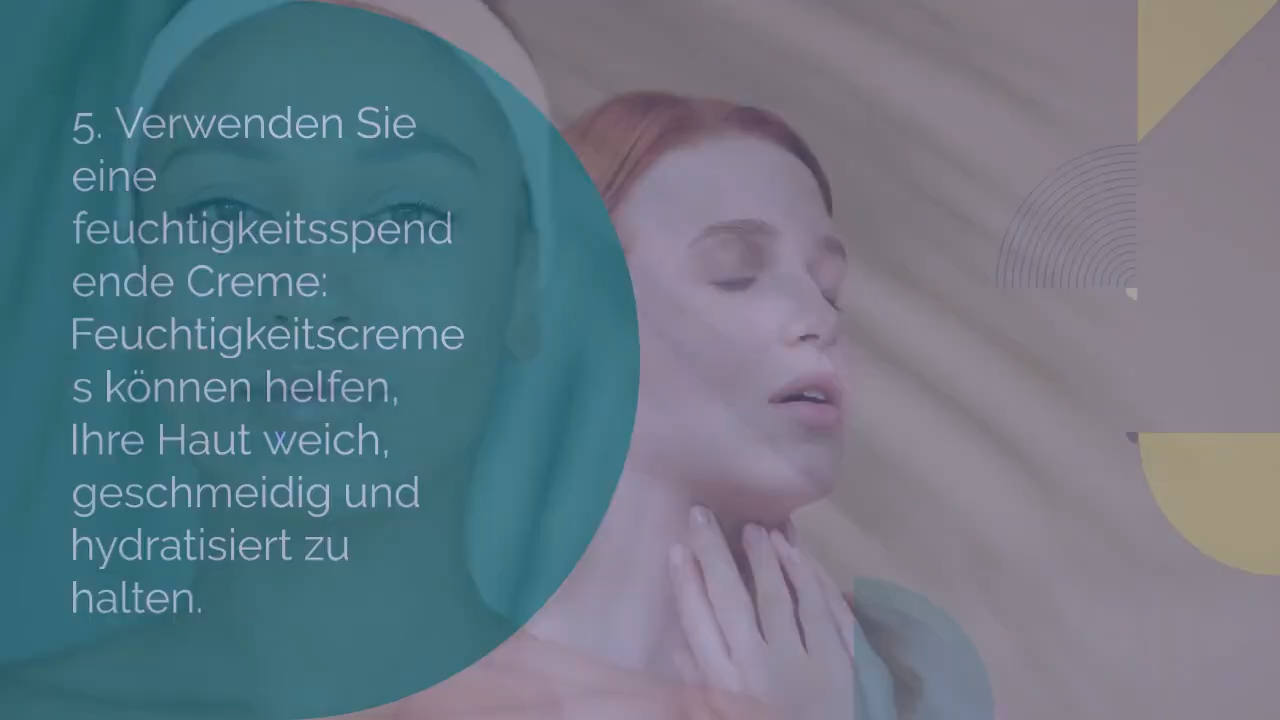 5. Verwenden Sie
eine
feuchtigkeitsspend
ende Creme:
Feuchtigkeitscreme
s können helfen,
Ihre Haut weich,
geschmeidig und
hydratisiert zu
halten.